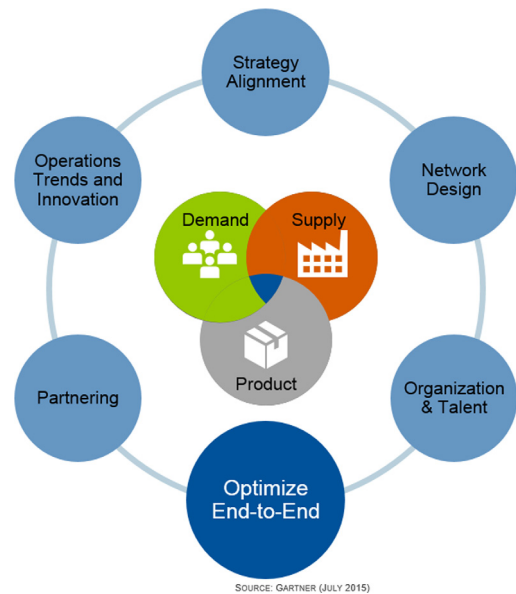 Strategy
Alignment
Operations
Trends and
Innovation
Network
Design
Demand
Supply
Product
Partnering
Organization
& Talent
Optimize
End-to-End
SOURCE: GARTNER (JULY 2015)